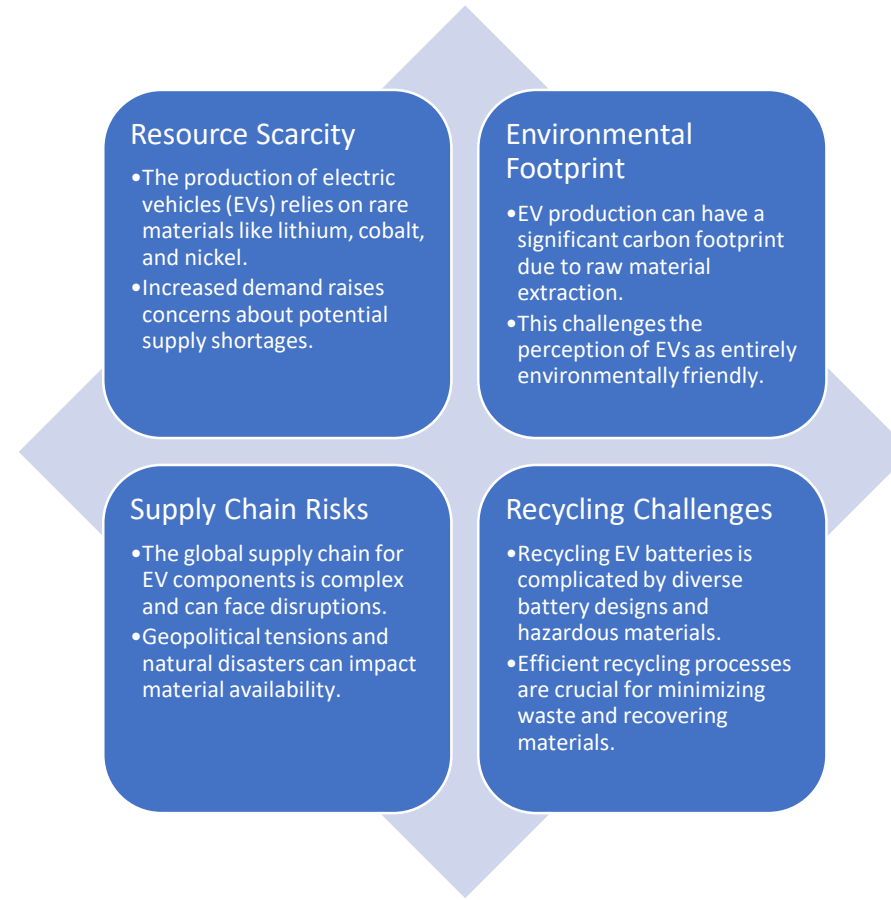 Resource Scarcity
•The production of electric
vehicles (EVs) relies on rare
materials like lithium, cobalt,
and nickel.
•Increased demand raises
concerns about potential
supply shortages.
Environmental
Footprint
•EV production can have a
significant carbon footprint
due to raw material
extraction.
•This challenges the
perception of EVs as entirely
environmentally friendly.
Supply Chain Risks
•The global supply chain for
EV components is complex
and can face disruptions.
•Geopolitical tensions and
natural disasters can impact
material availability.
Recycling Challenges
•Recycling EV batteries is
complicated by diverse
battery designs and
hazardous materials.
•Efficient recycling processes
are crucial for minimizing
waste and recovering
materials.